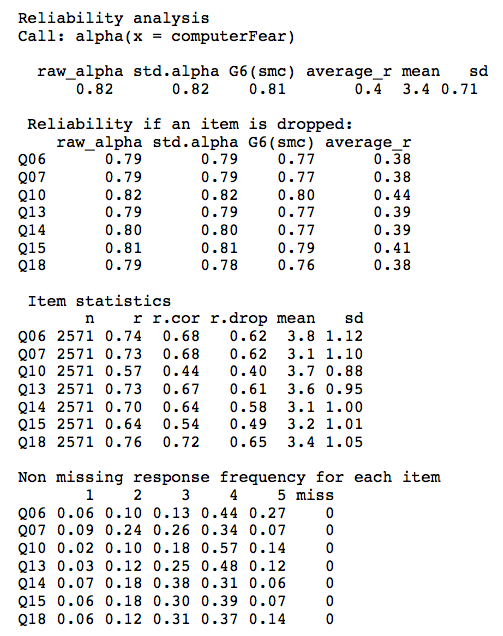 Reliability analysis
Call: alpha(x = computerFear)
raw_alpha std.alpha G6(smc) average_r mean sd
0.82 0.82 0.81 0.4 3.4 0.71
Reliability if an item is dropped:
raw_alpha std.alpha G6(smc) average_r
Q06 0.79 0.79 0.77 0.38
Q07 0.79 0.79 0.77 0.38
Q10 0.82 0.82 0.80 0.44
Q13 0.79 0.79 0.77 0.39
Q14 0.80 0.80 0.77 0.39
Q15 0.81 0.81 0.79 0.41
Q18 0.79 0.78 0.76 0.38
Item statistics
n r r.cor r.drop mean sd
Q06 2571 0.74 0.68 0.62 3.8 1.12
Q07 2571 0.73 0.68 0.62 3.1 1.10
Q10 2571 0.57 0.44 0.40 3.7 0.88
Q13 2571 0.73 0.67 0.61 3.6 0.95
Q14 2571 0.70 0.64 0.58 3.1 1.00
Q15 2571 0.64 0.54 0.49 3.2 1.01
Q18 2571 0.76 0.72 0.65 3.4 1.05
Non missing response frequency for each item
1 2 3 4 5 miss
Q06 0.06 0.10 0.13 0.44 0.27 0
Q07 0.09 0.24 0.26 0.34 0.07 0
Q10 0.02 0.10 0.18 0.57 0.14 0
Q13 0.03 0.12 0.25 0.48 0.12 0
Q14 0.07 0.18 0.38 0.31 0.06 0
Q15 0.06 0.18 0.30 0.39 0.07 0
Q18 0.06 0.12 0.31 0.37 0.14 0